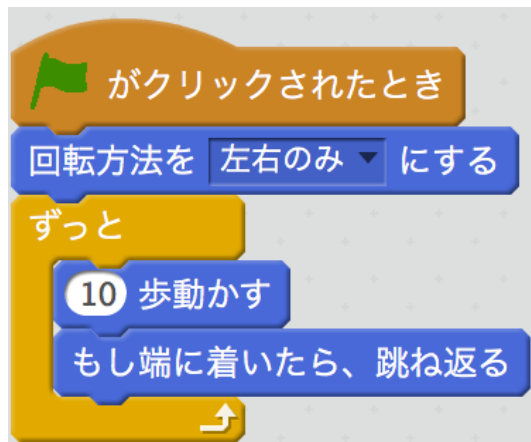 がクリックされたとき
回転方法を 左右のみ にする
ずっと
10 歩動かす
もし端に着いたら、跳ね返る